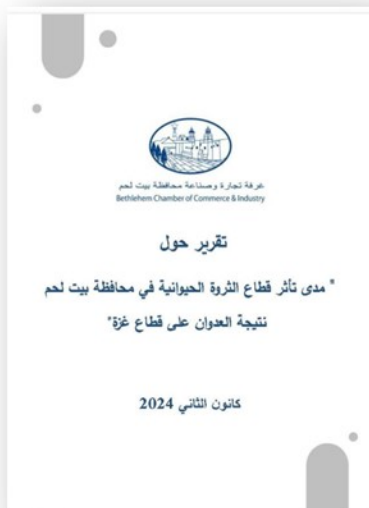 غرفة تجارة وصناعة محافظة بيت لحم
Bethlehem Chamber of Commerce & Industry
تقرير حول
" مدى تأثر قطاع الثروة الحيوانية في محافظة بيت لحم
نتيجة العدوان على قطاع غزة"
كانون الثاني 2024